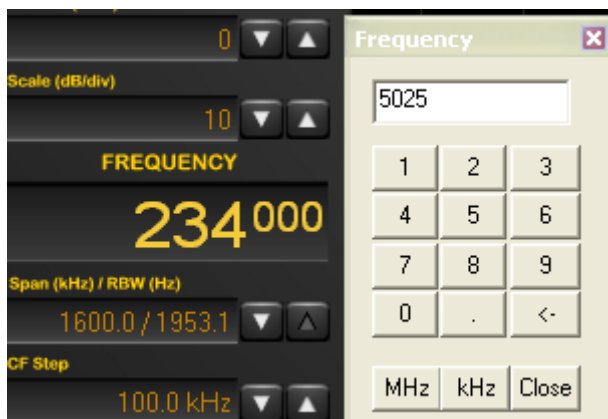 0
Scale (dB/div)
10
FREQUENCY
234000
Span (kHz) / RBW (Hz)
1600.0 / 1953.1
CF Step
100.0 kHz
Frequency
5025
1 2 3
4 5 6
7 8 9
0 . <-
MHz kHz Close